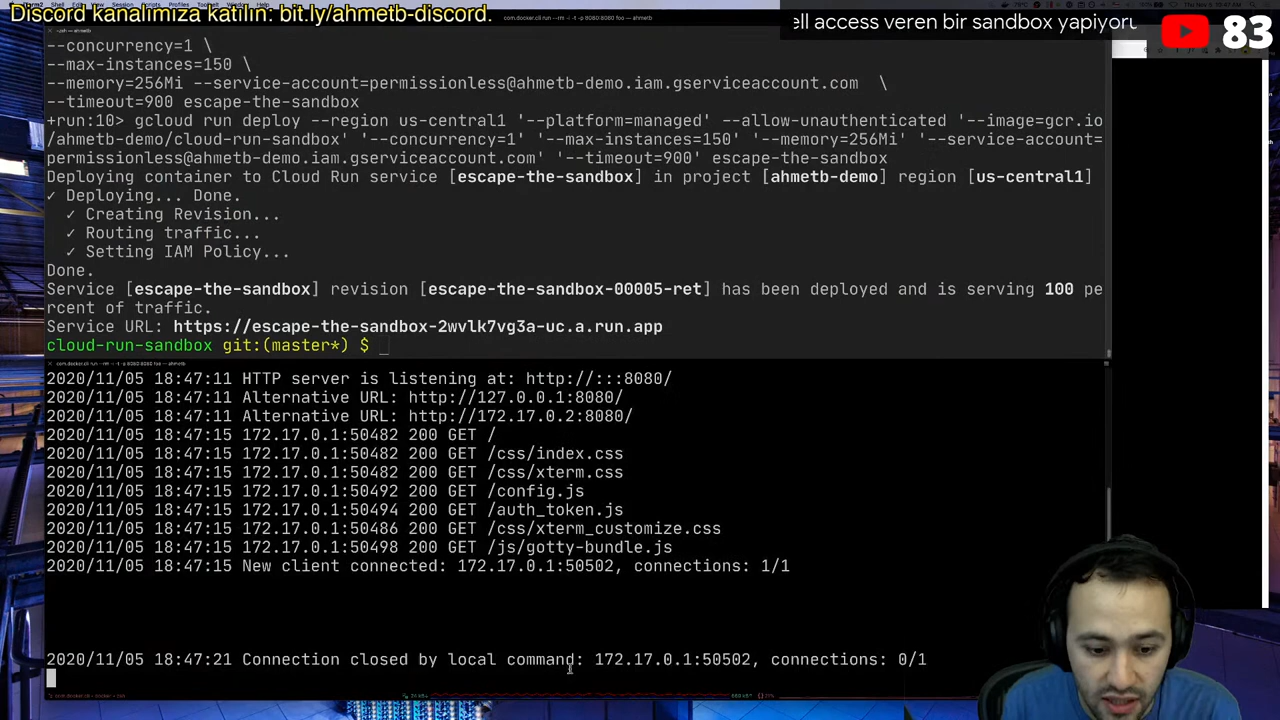 Discord kanalimiza katilin: bit.ly/ahmetb-discord.
ell access veren bir sandbox yapiyoru
83
--concurrency=1 \
--max-instances=150 \
--memory=256Mi --service-account=permissionless@ahmetb-demo.iam.gserviceaccount.com  \
--timeout=900 escape-the-sandbox
+run:10> gcloud run deploy --region us-central1 '--platform=managed' --allow-unauthenticated '--image=gcr.io
/ahmetb-demo/cloud-run-sandbox' '--concurrency=1' '--max-instances=150' '--memory=256Mi' '--service-account=
permissionless@ahmetb-demo.iam.gserviceaccount.com' '--timeout=900' escape-the-sandbox
Deploying container to Cloud Run service [escape-the-sandbox] in project [ahmetb-demo] region [us-central1]
✓ Deploying... Done.
✓ Creating Revision...
✓ Routing traffic...
✓ Setting IAM Policy...
Done.
Service [escape-the-sandbox] revision [escape-the-sandbox-00005-ret] has been deployed and is serving 100 pe
rcent of traffic.
Service URL: https://escape-the-sandbox-2wvlk7vg3a-uc.a.run.app
cloud-run-sandbox git:(master*) $ _
2020/11/05 18:47:11 HTTP server is listening at: http://:::8080/
2020/11/05 18:47:11 Alternative URL: http://127.0.0.1:8080/
2020/11/05 18:47:11 Alternative URL: http://172.17.0.2:8080/
2020/11/05 18:47:15 172.17.0.1:50482 200 GET /
2020/11/05 18:47:15 172.17.0.1:50482 200 GET /css/index.css
2020/11/05 18:47:15 172.17.0.1:50482 200 GET /css/xterm.css
2020/11/05 18:47:15 172.17.0.1:50492 200 GET /config.js
2020/11/05 18:47:15 172.17.0.1:50494 200 GET /auth_token.js
2020/11/05 18:47:15 172.17.0.1:50486 200 GET /css/xterm_customize.css
2020/11/05 18:47:15 172.17.0.1:50498 200 GET /js/gotty-bundle.js
2020/11/05 18:47:15 New client connected: 172.17.0.1:50502, connections: 1/1
2020/11/05 18:47:21 Connection closed by local command: 172.17.0.1:50502, connections: 0/1